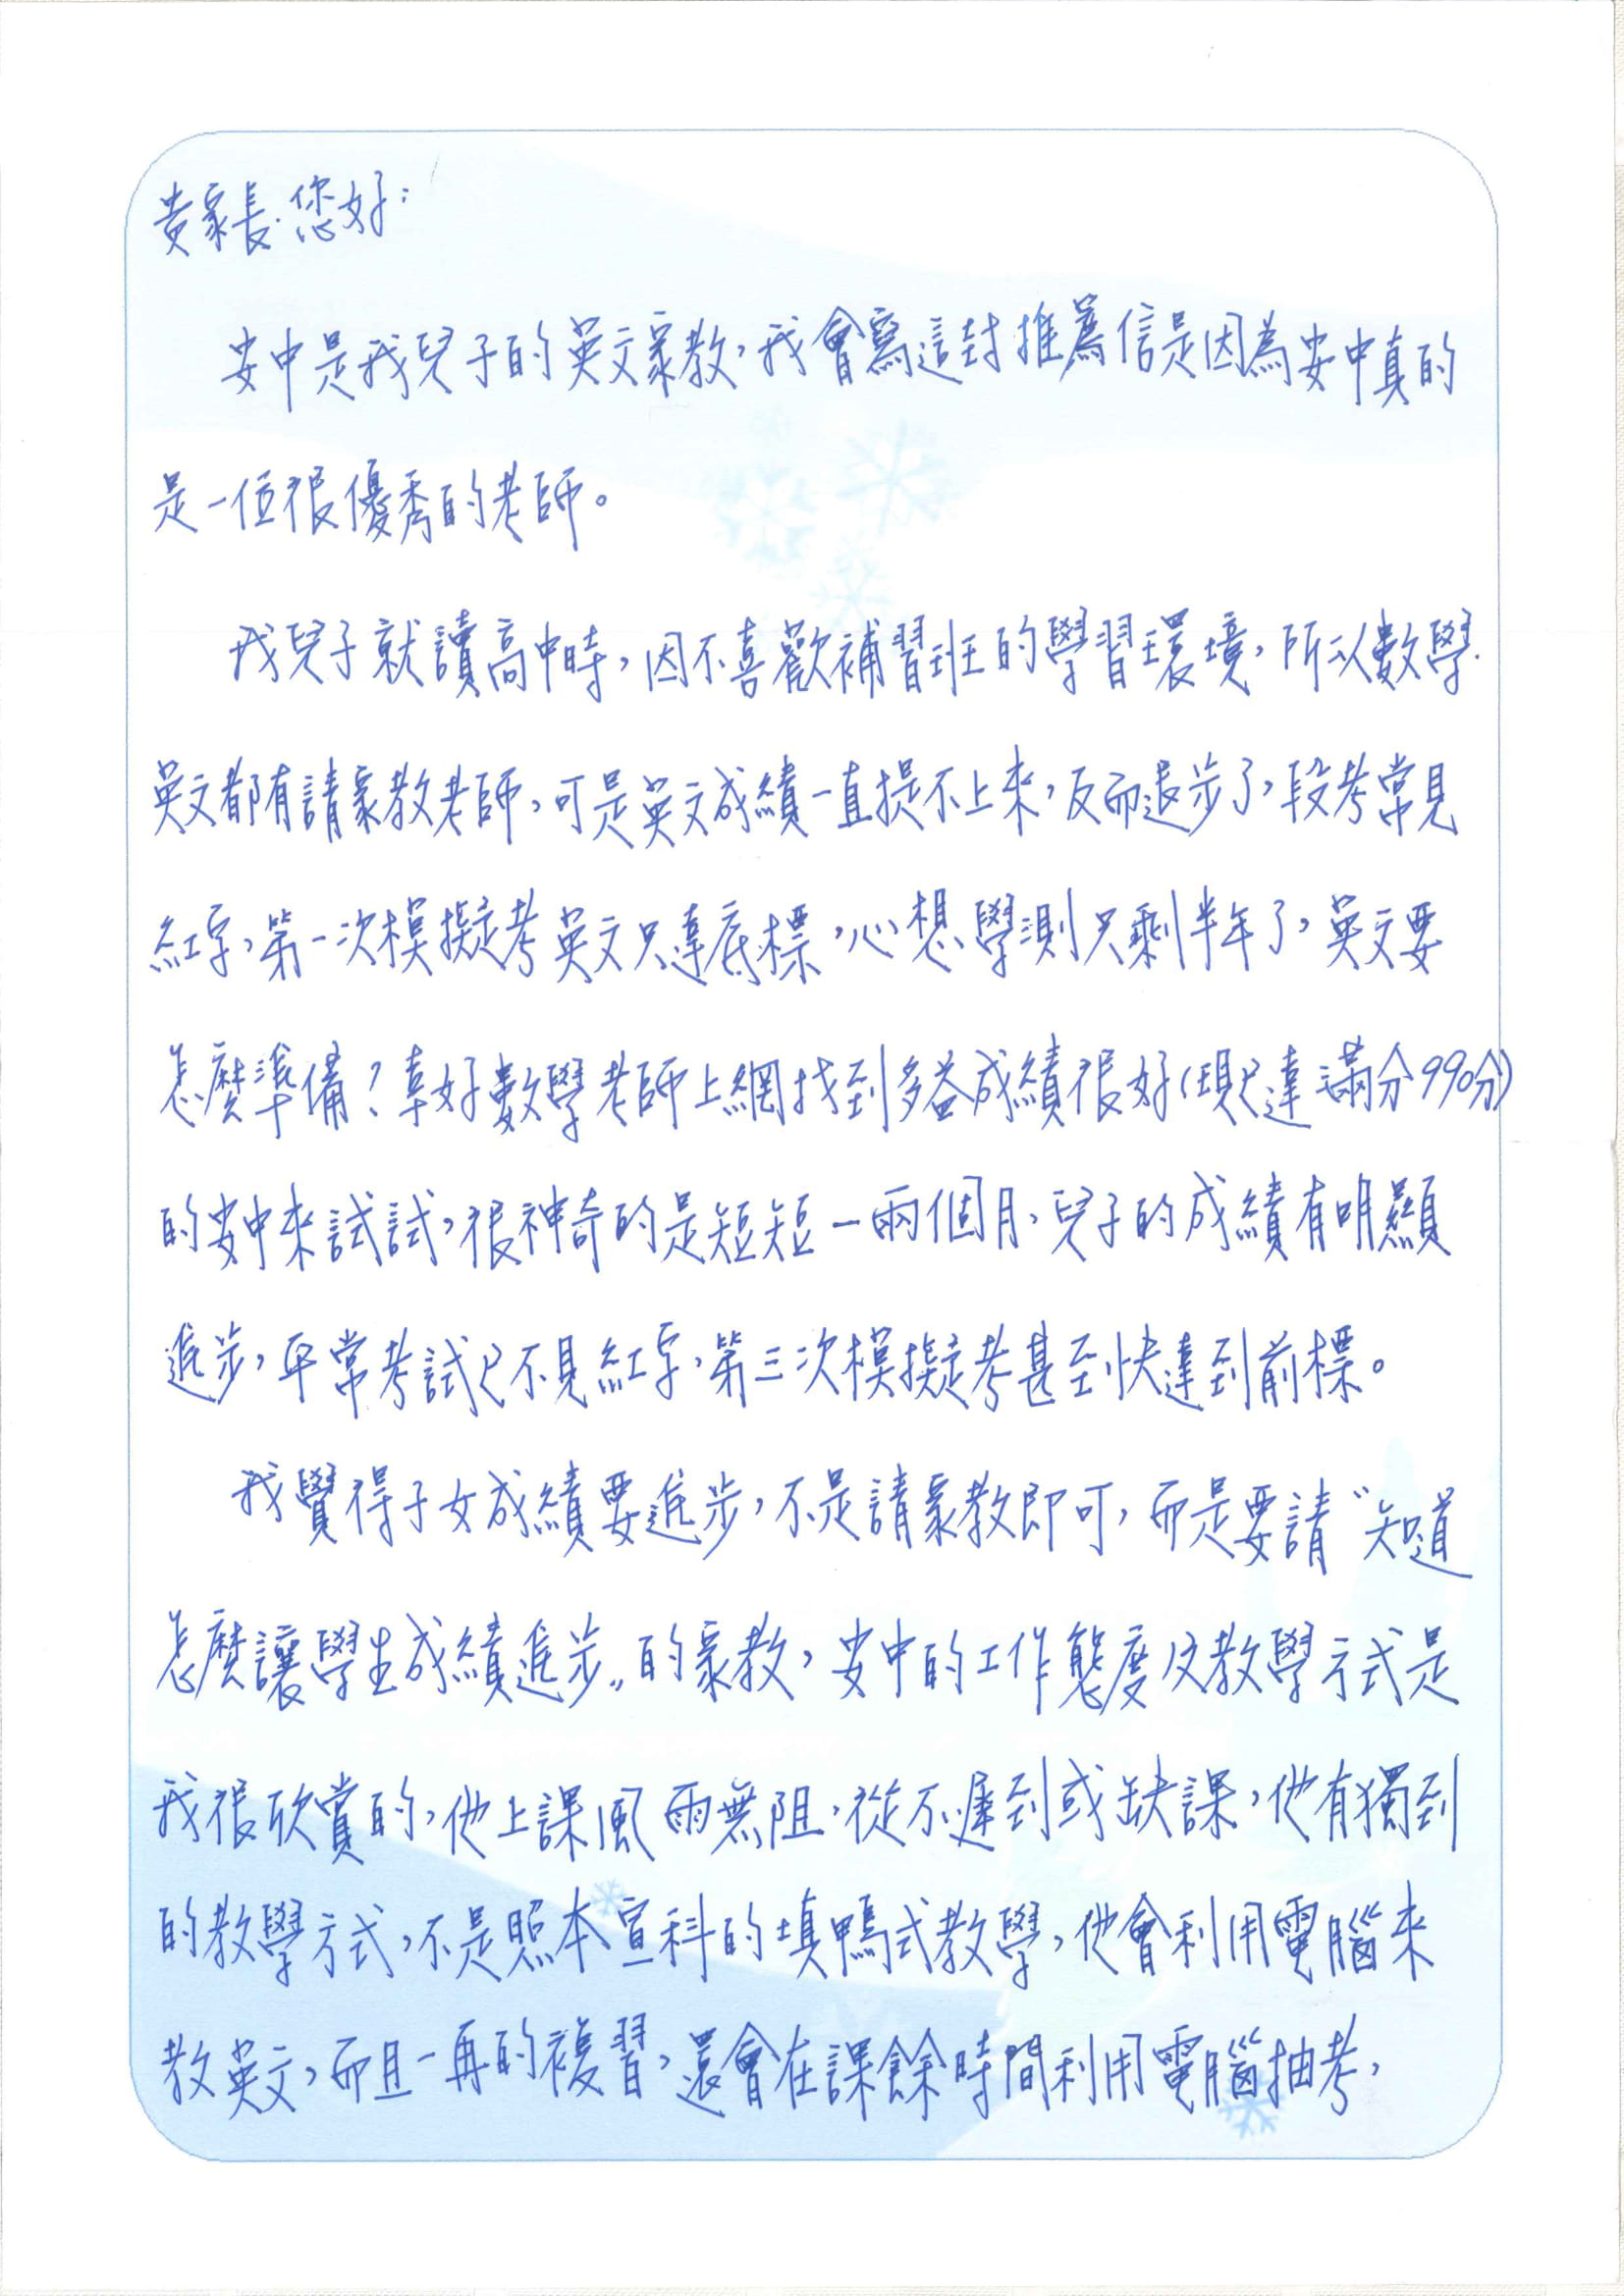 貴家長.您好:
安中是我兒子的英文家教,我會寫這封推薦信是因為安中真的
是一位很優秀的老師。
我兒子就讀高中時,因不喜歡補習班的學習環境,所以數學.
英文都有請家教老師,可是英文成績一直提不上來,反而退步了,段考常見
紅字,第一次模擬考英文只達底標,心想學測只剩半年了,英文要
怎麼準備?幸好數學老師上網找到多益成績很好(現已達滿分990分)
的安中來試試,很神奇的是短短一兩個月,兒子的成績有明顯
進步,平常考試已不見紅字,第三次模擬考甚至快達到前標。
我覺得子女成績要進步,不是請家教即可,而是要請〝知道
怎麼讓學生成績進步〞的家教,安中的工作態度及教學方式是
我很欣賞的,他上課風雨無阻,從不遲到或缺課,他有獨到
的教學方式,不是照本宣科的填鴨式教學,他會利用電腦來
教英文,而且一再的複習,還會在課餘時間利用電腦抽考,